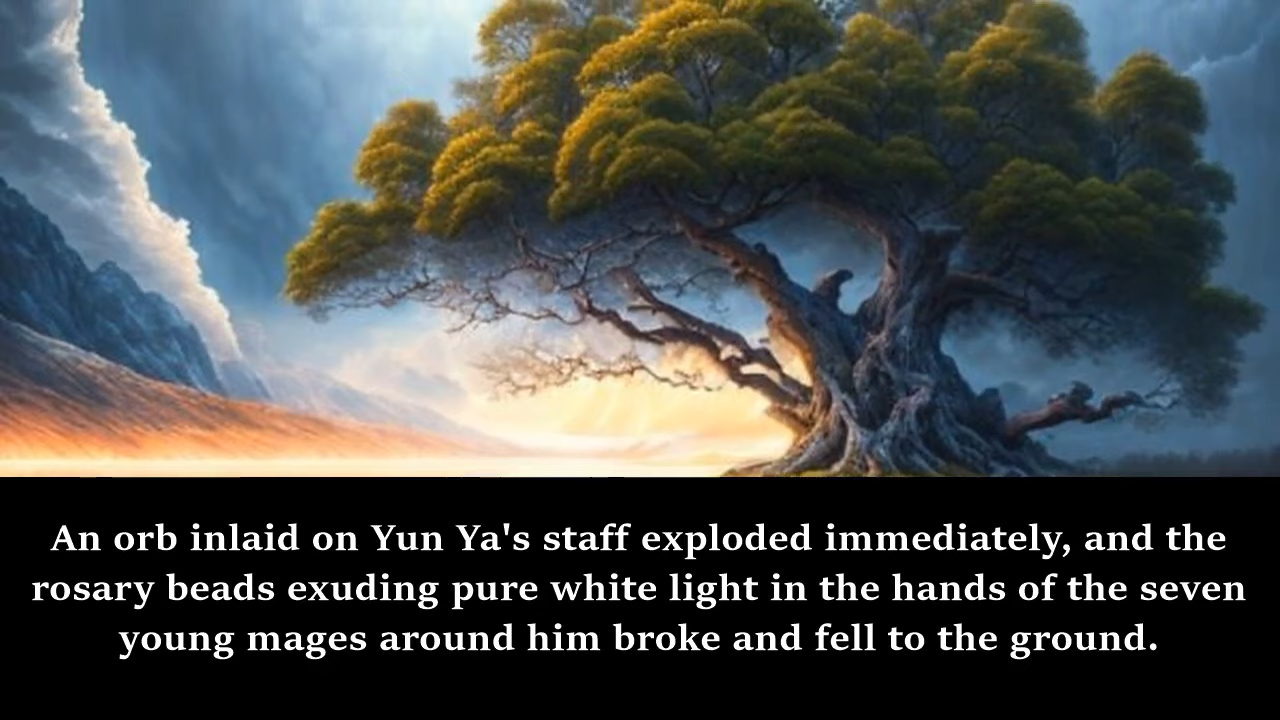 An orb inlaid on Yun Ya's staff exploded immediately, and the
rosary beads exuding pure white light in the hands of the seven
young mages around him broke and fell to the ground.